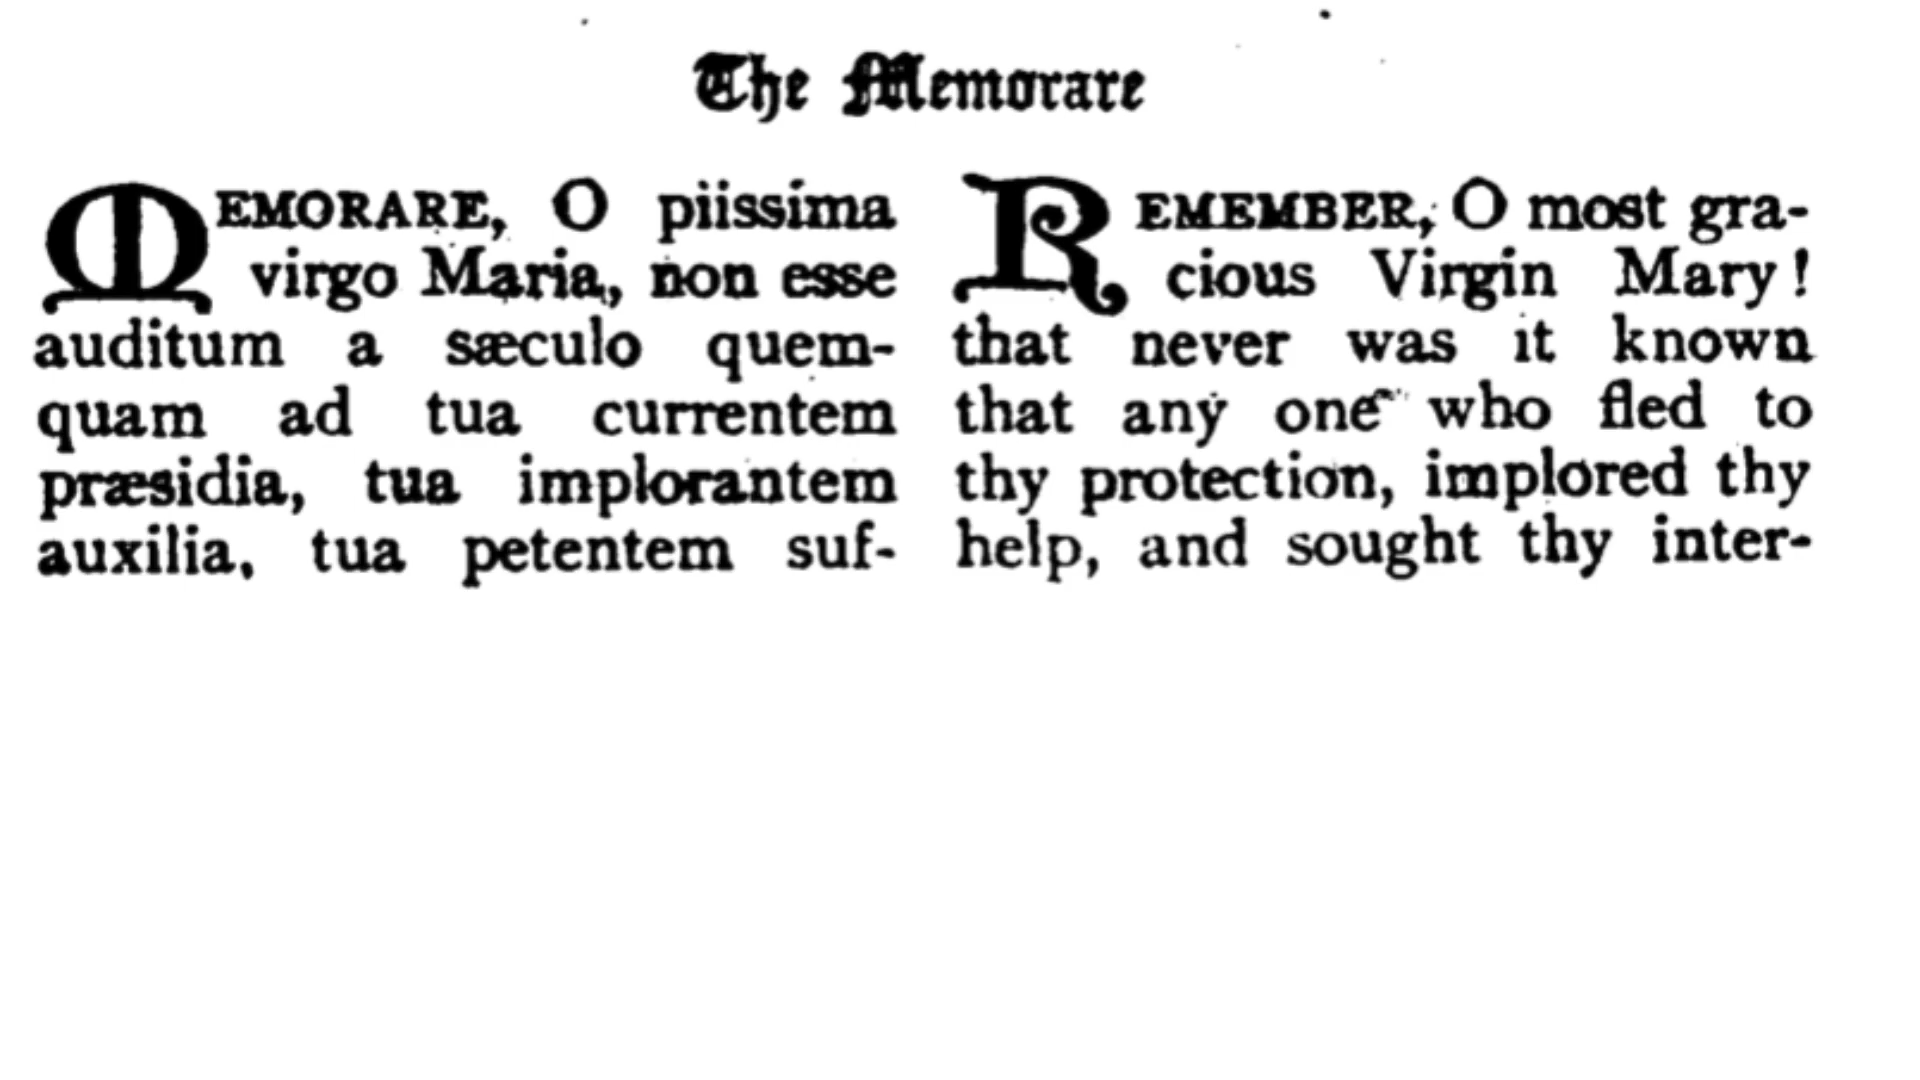 The Memorare
MEMORARE, O piissima
virgo Maria, non esse
auditum a sæculo quem-
quam ad tua currentem
præsidia, tua implorantem
auxilia, tua petentem suf-
REMEMBER, O most gra-
cious Virgin Mary!
that never was it known
that any one who fled to
thy protection, implored thy
help, and sought thy inter-